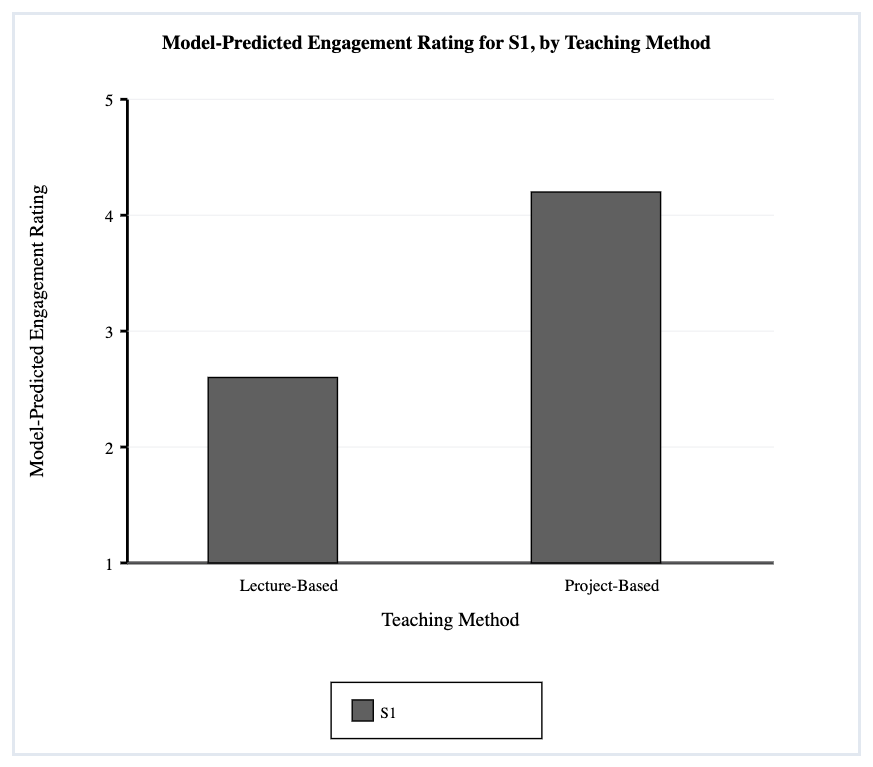 Model-Predicted Engagement Rating for S1, by Teaching Method
Model-Predicted Engagement Rating
5
4
3
2
1
Lecture-Based
Project-Based
Teaching Method
S1